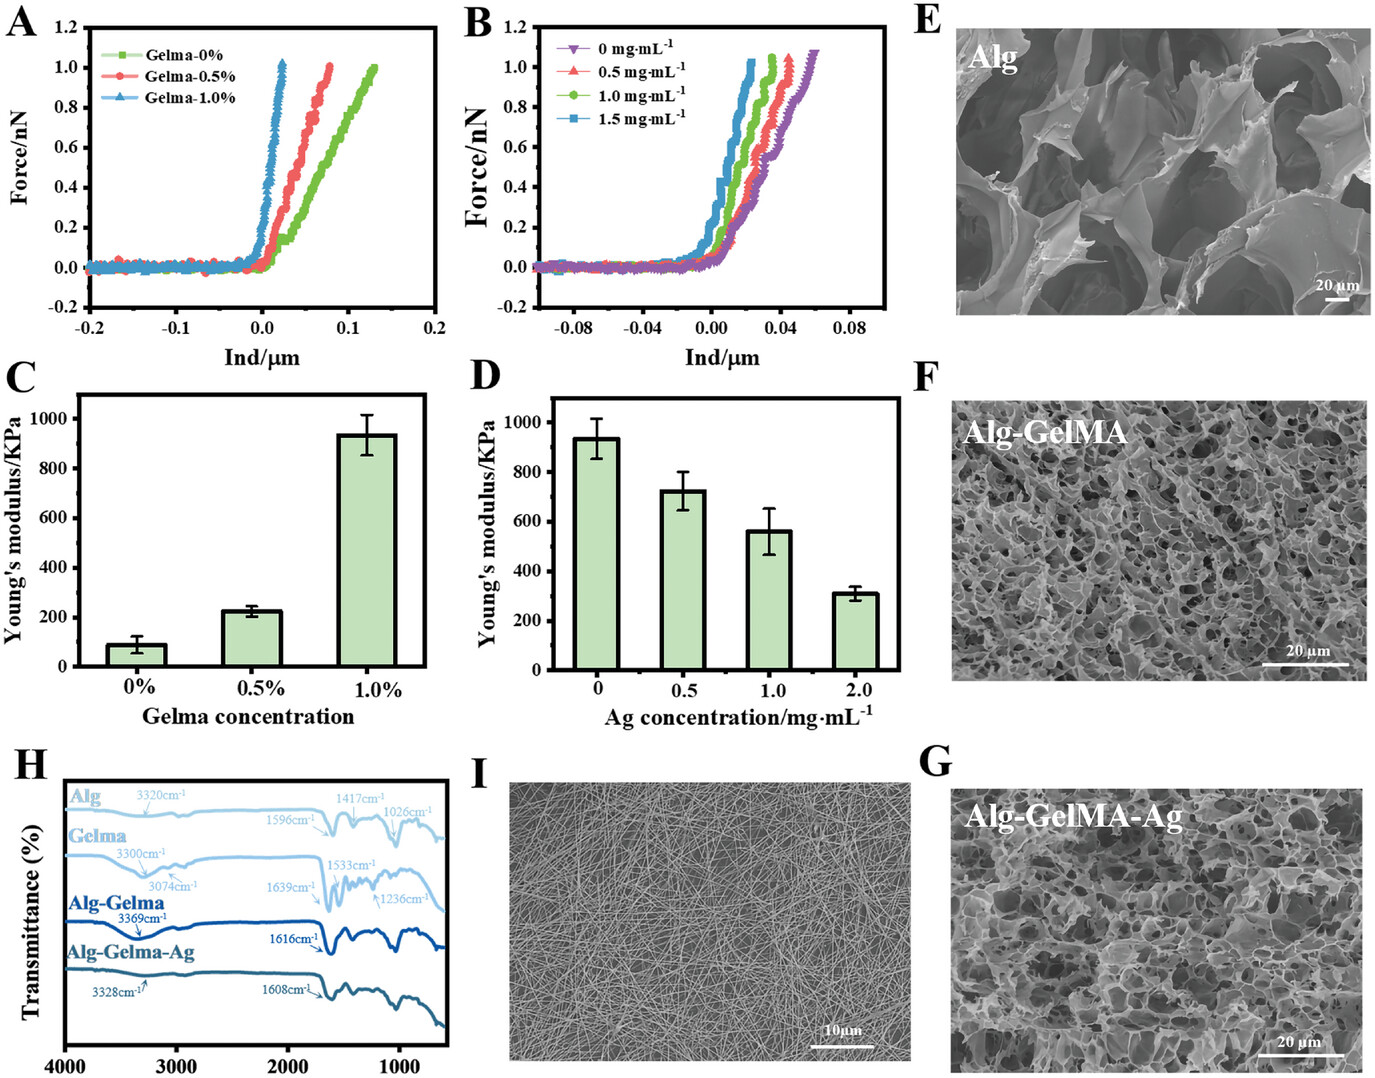 A
1.2
1.0
0.8
0.6
0.4
0.2
0.0
-0.2
Force/nN
Gelma-0%
Gelma-0.5%
Gelma-1.0%
-0.2 -0.1 0.0 0.1 0.2
Ind/μm
B
1.2
1.0
0.8
0.6
0.4
0.2
0.0
-0.2
Force/nN
0 mg·mL-1
0.5 mg·mL-1
1.0 mg·mL-1
1.5 mg·mL-1
-0.08 -0.04 0.00 0.04 0.08
Ind/μm
E
Alg
20 μm
C
1000
800
600
400
200
0
Young's modulus/KPa
0% 0.5% 1.0%
Gelma concentration
D
1000
800
600
400
200
0
Young's modulus/KPa
0 0.5 1.0 2.0
Ag concentration/mg·mL-1
F
Alg-GelMA
20 μm
H
Transmittance (%)
Alg
3320cm-1
1596cm-1
1417cm-1
1026cm-1
Gelma
3300cm-1
3074cm-1
1639cm-1
1533cm-1
1236cm-1
Alg-Gelma
3369cm-1
1616cm-1
Alg-Gelma-Ag
3328cm-1
1608cm-1
4000 3000 2000 1000
I
10μm
G
Alg-GelMA-Ag
20 μm